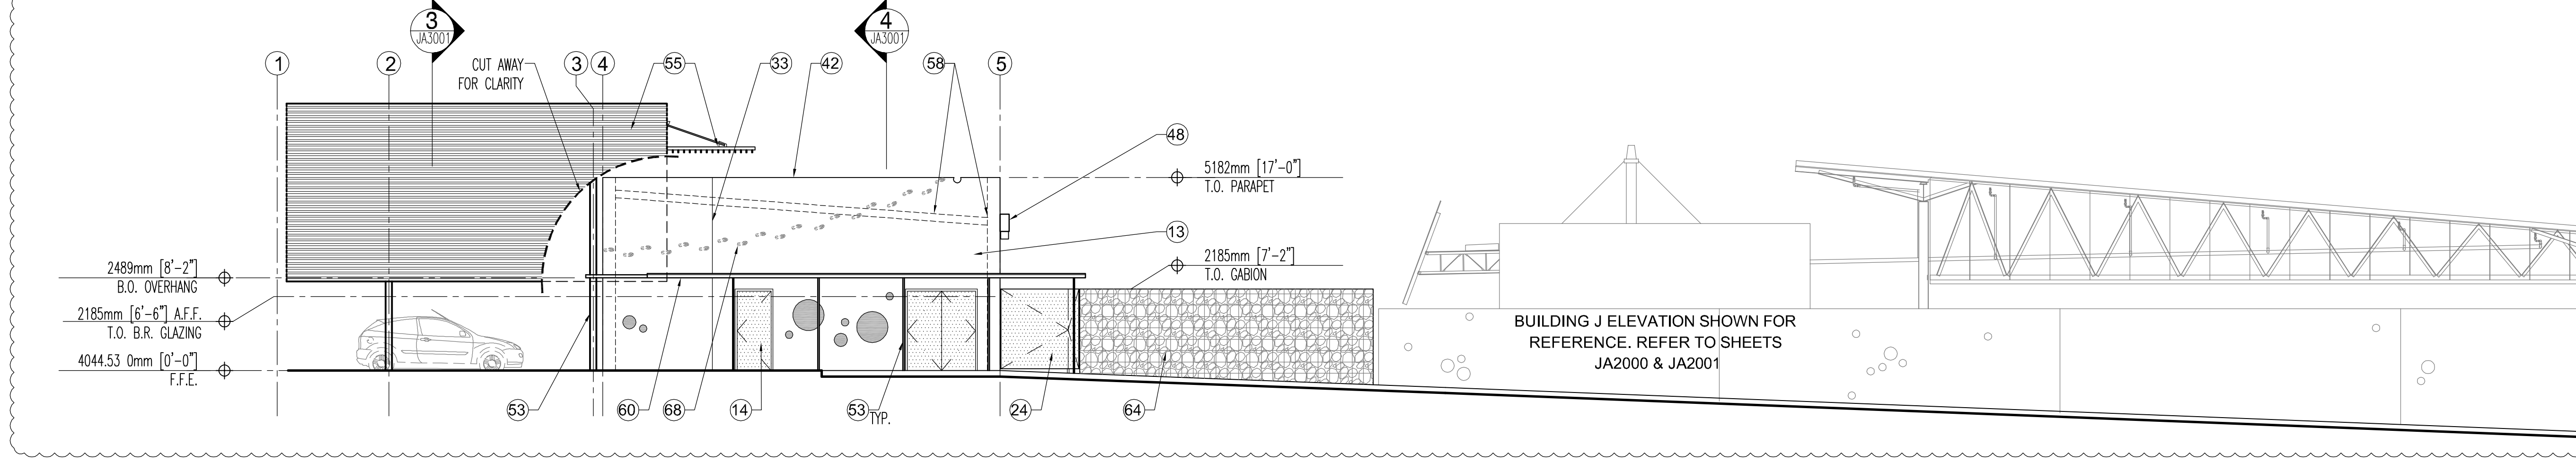 3
JA3001
4
JA3001
1
2
CUT AWAY
FOR CLARITY
3
4
55
33
42
58
5
48
5182mm [17'-0"]
T.O. PARAPET
13
2185mm [7'-2"]
T.O. GABION
2489mm [8'-2"]
B.O. OVERHANG
2185mm [6'-6"] A.F.F.
T.O. B.R. GLAZING
4044.53 0mm [0'-0"]
F.F.E.
BUILDING J ELEVATION SHOWN FOR
REFERENCE. REFER TO SHEETS
JA2000 & JA2001
53
60
68
14
53
TYP.
24
64